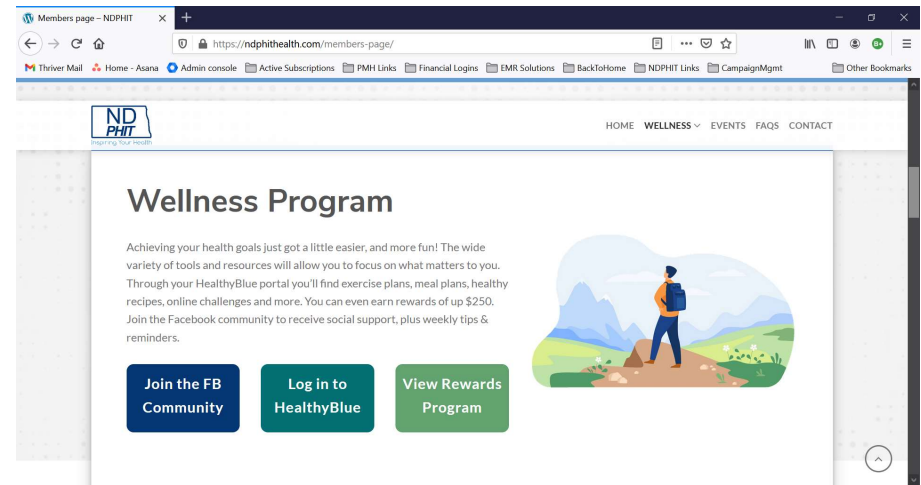 Members page – NDPHIT
https://ndphithealth.com/members-page/
Thriver Mail Home - Asana Admin console Active Subscriptions PMH Links Financial Logins EMR Solutions BackToHome NDPHIT Links CampaignMgmt Other Bookmarks
ND
PHIT
Inspiring Your Health
HOME WELLNESS EVENTS FAQS CONTACT
Wellness Program
Achieving your health goals just got a little easier, and more fun! The wide
variety of tools and resources will allow you to focus on what matters to you.
Through your HealthyBlue portal you'll find exercise plans, meal plans, healthy
recipes, online challenges and more. You can even earn rewards of up $250.
Join the Facebook community to receive social support, plus weekly tips &
reminders.
Join the FB
Community
Log in to
HealthyBlue
View Rewards
Program